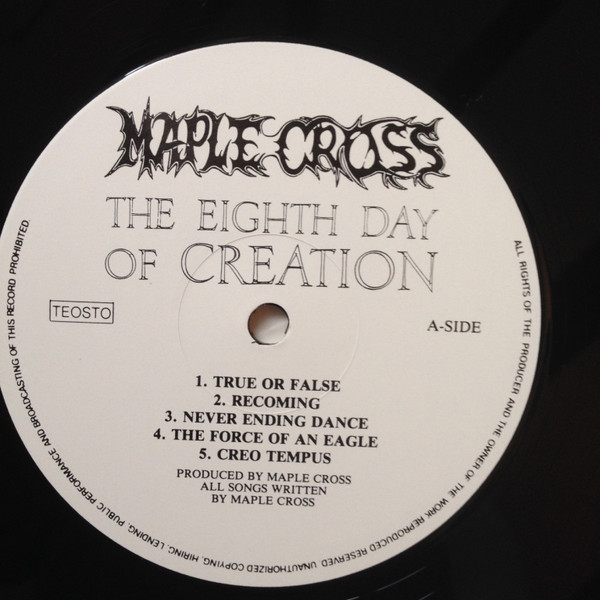 MAPLE CROSS
THE EIGHTH DAY
OF CREATION
TEOSTO
A-SIDE
1. TRUE OR FALSE
2. RECOMING
3. NEVER ENDING DANCE
4. THE FORCE OF AN EAGLE
5. CREO TEMPUS
PRODUCED BY MAPLE CROSS
ALL SONGS WRITTEN
BY MAPLE CROSS
ALL RIGHTS OF THE PRODUCER AND THE OWNER OF THE WORK REPRODUCED RESERVED. UNAUTHORIZED COPYING, HIRING, LENDING, PUBLIC PERFORMANCE AND BROADCASTING OF THIS RECORD PROHIBITED.